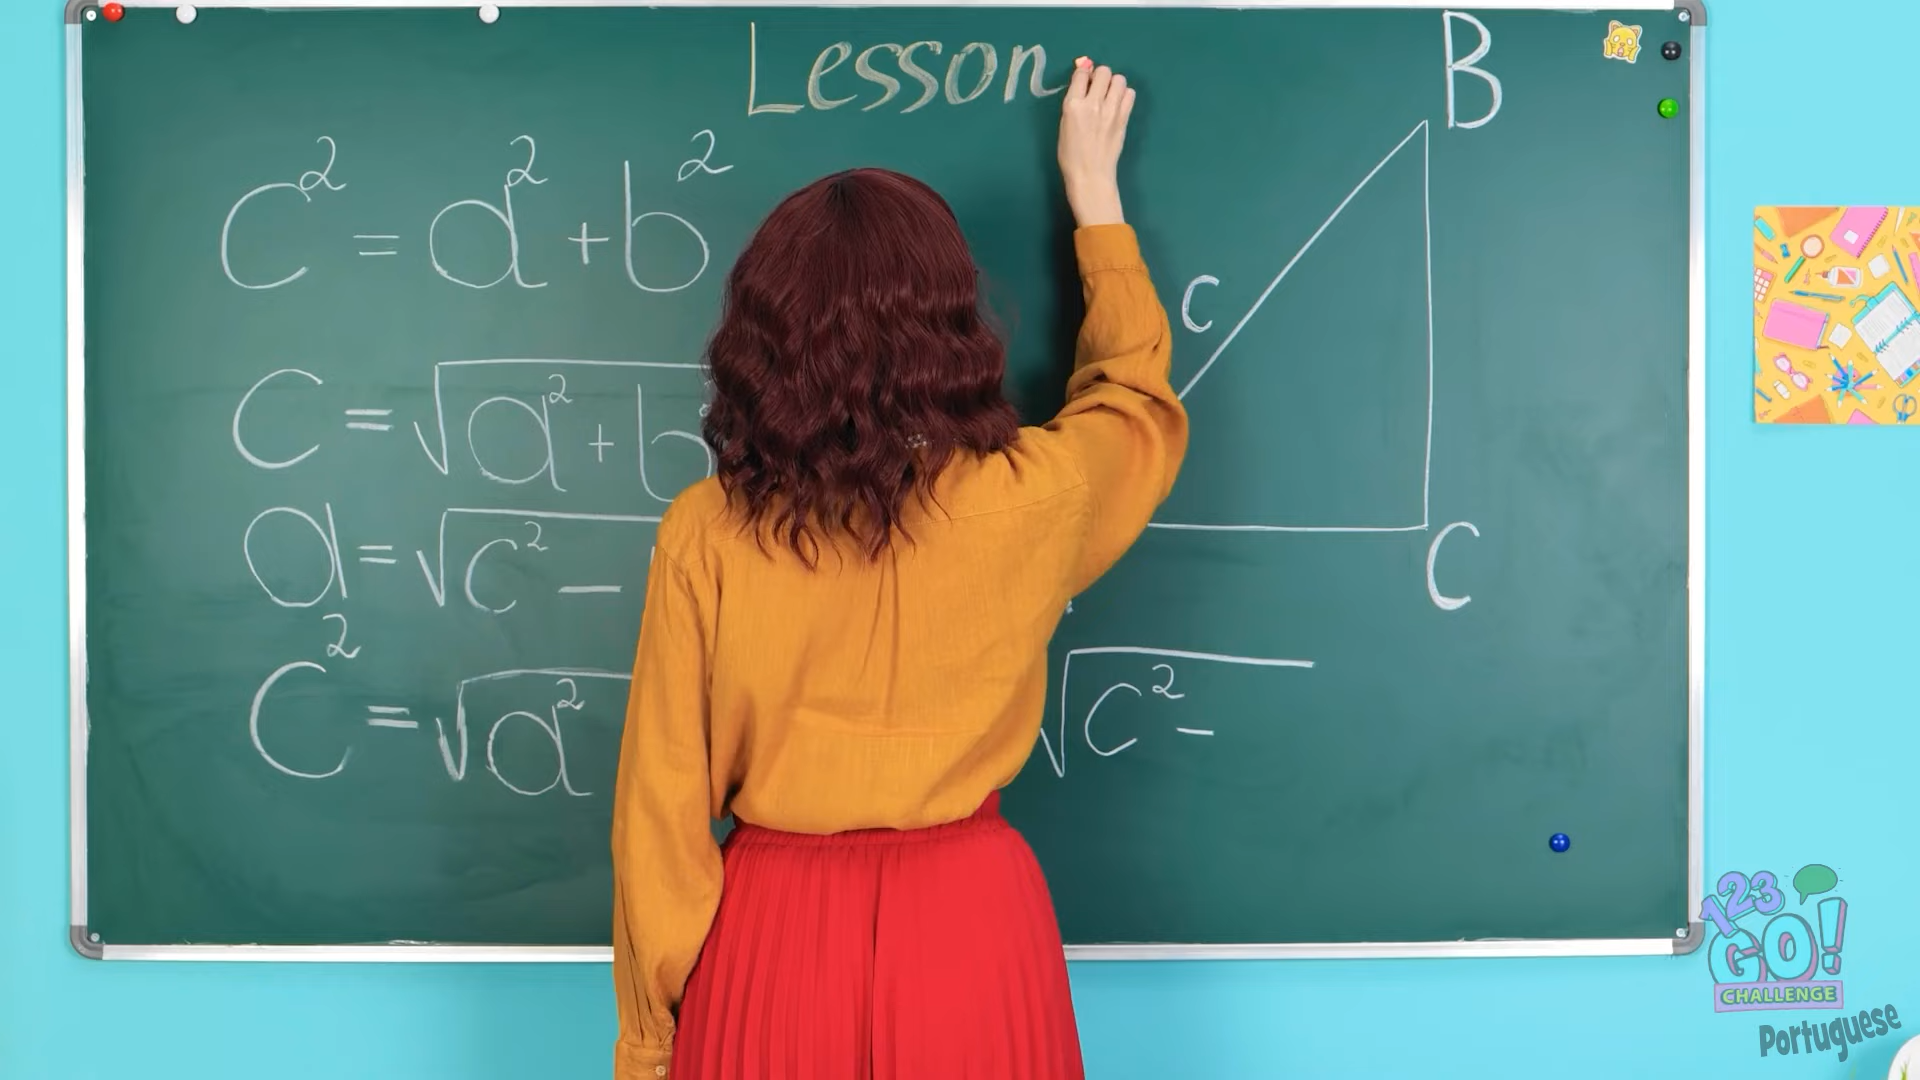 Lesson
B
C² = a² + b²
c
C = √a² + b
a = √c² –
C
C² = √a²
√c² –
123 GO!
CHALLENGE
Portuguese